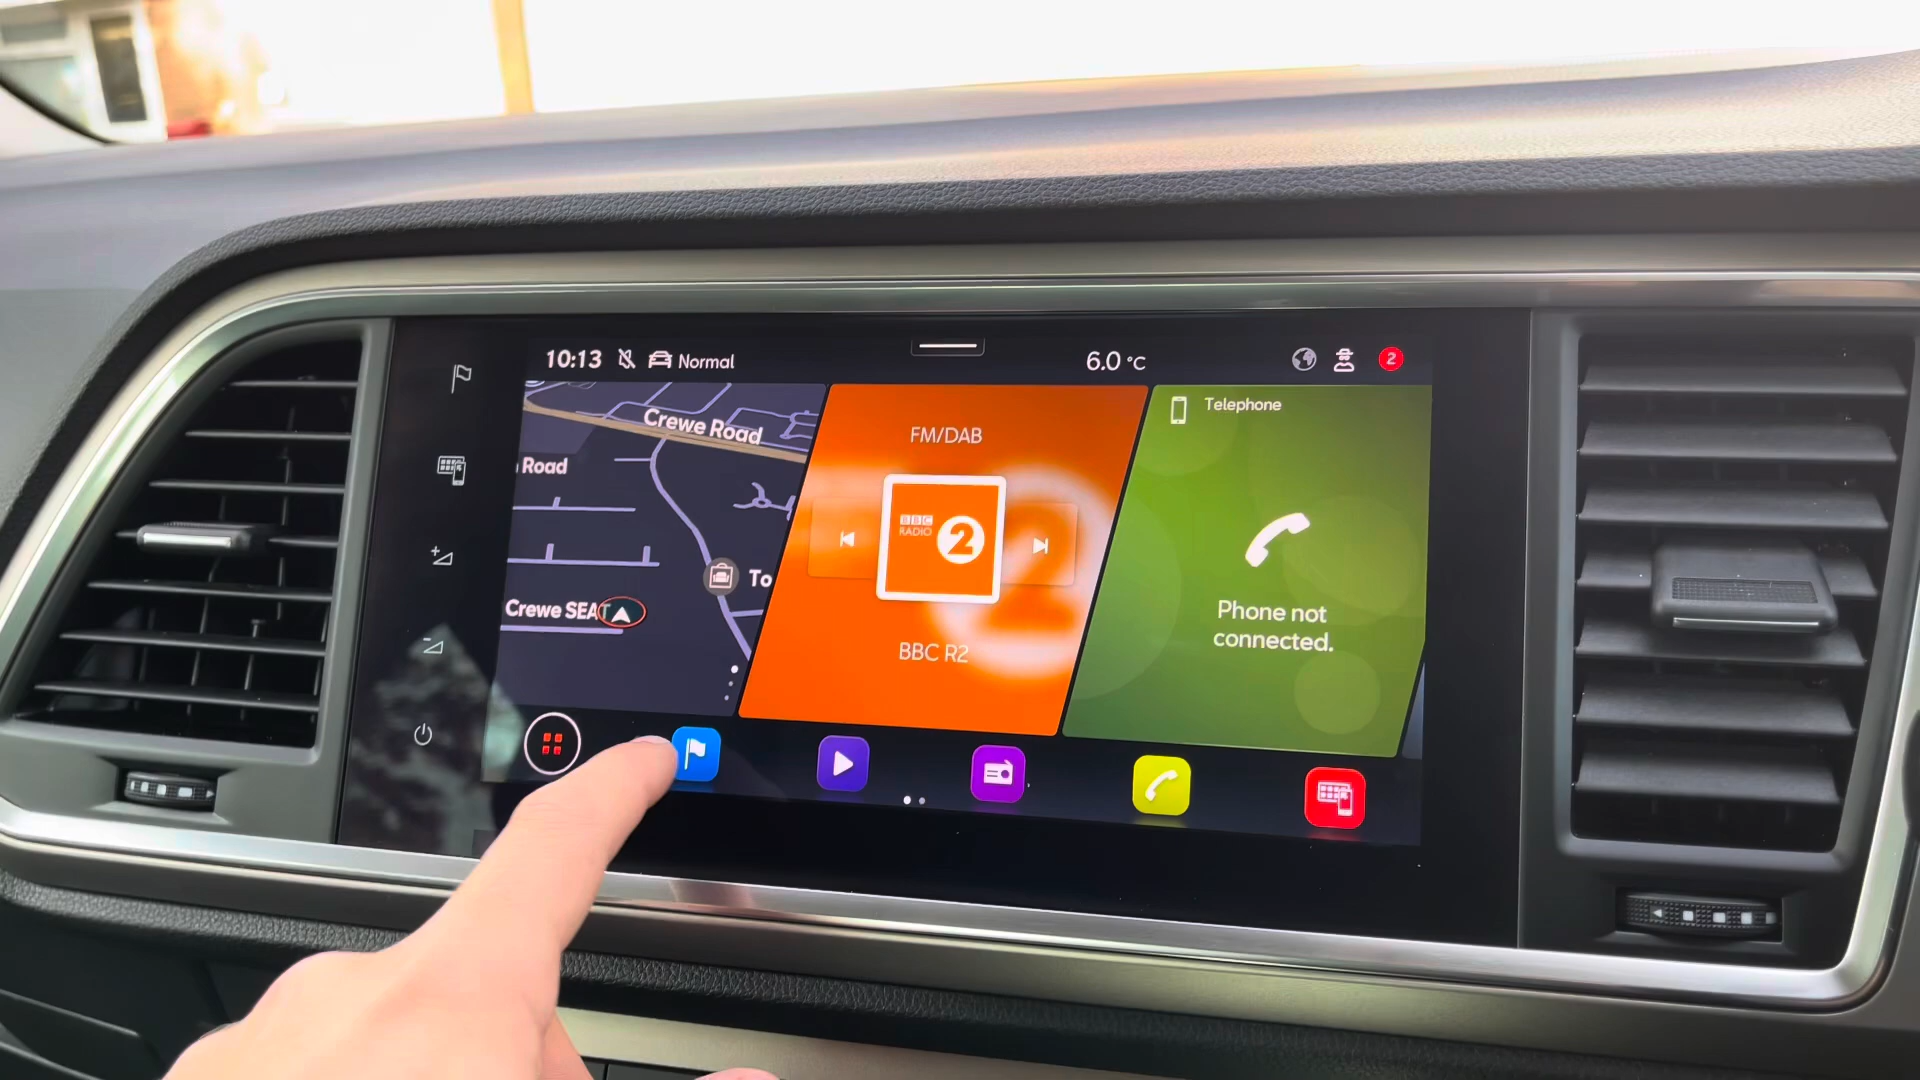 10:13
Normal
6.0 °C
2
Crewe Road
Road
To
Crewe SEAT
FM/DAB
BBC
RADIO
2
BBC R2
Telephone
Phone not
connected.